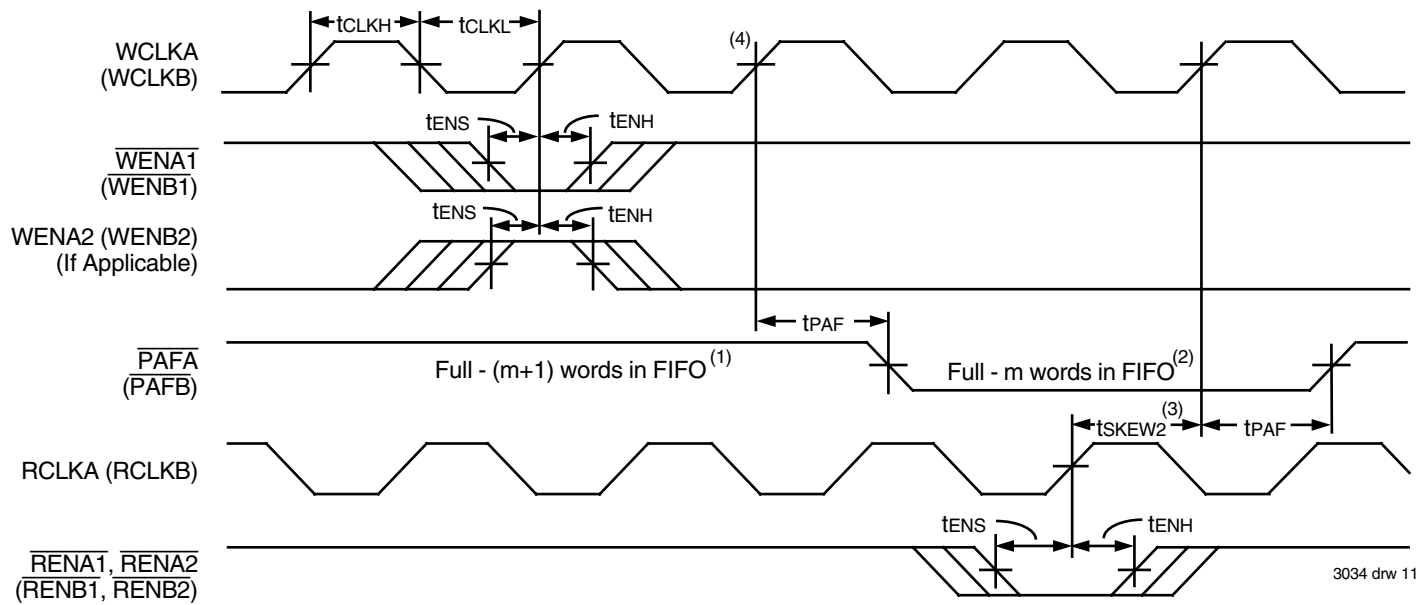 tCLKH tCLKL
WCLKA
(WCLKB)
(4)
tENS tENH
WENA1
(WENB1)
tENS tENH
WENA2 (WENB2)
(If Applicable)
tPAF
PAFA
(PAFB)
Full - (m+1) words in FIFO(1)
Full - m words in FIFO(2)
(3)
tSKEW2 tPAF
RCLKA (RCLKB)
tENS tENH
RENA1, RENA2
(RENB1, RENB2)
3034 drw 11